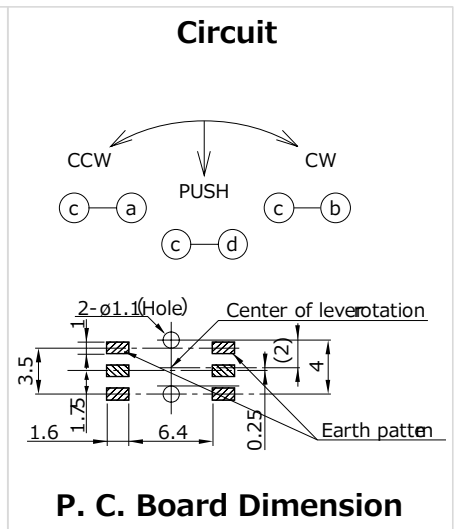 Circuit
CCW
CW
PUSH
c a
c b
c d
2-ø1.1(Hole)
Center of leverrotation
1
3.5
1.75
(2)
4
1.6
6.4
0.25
Earth patten
P. C. Board Dimension